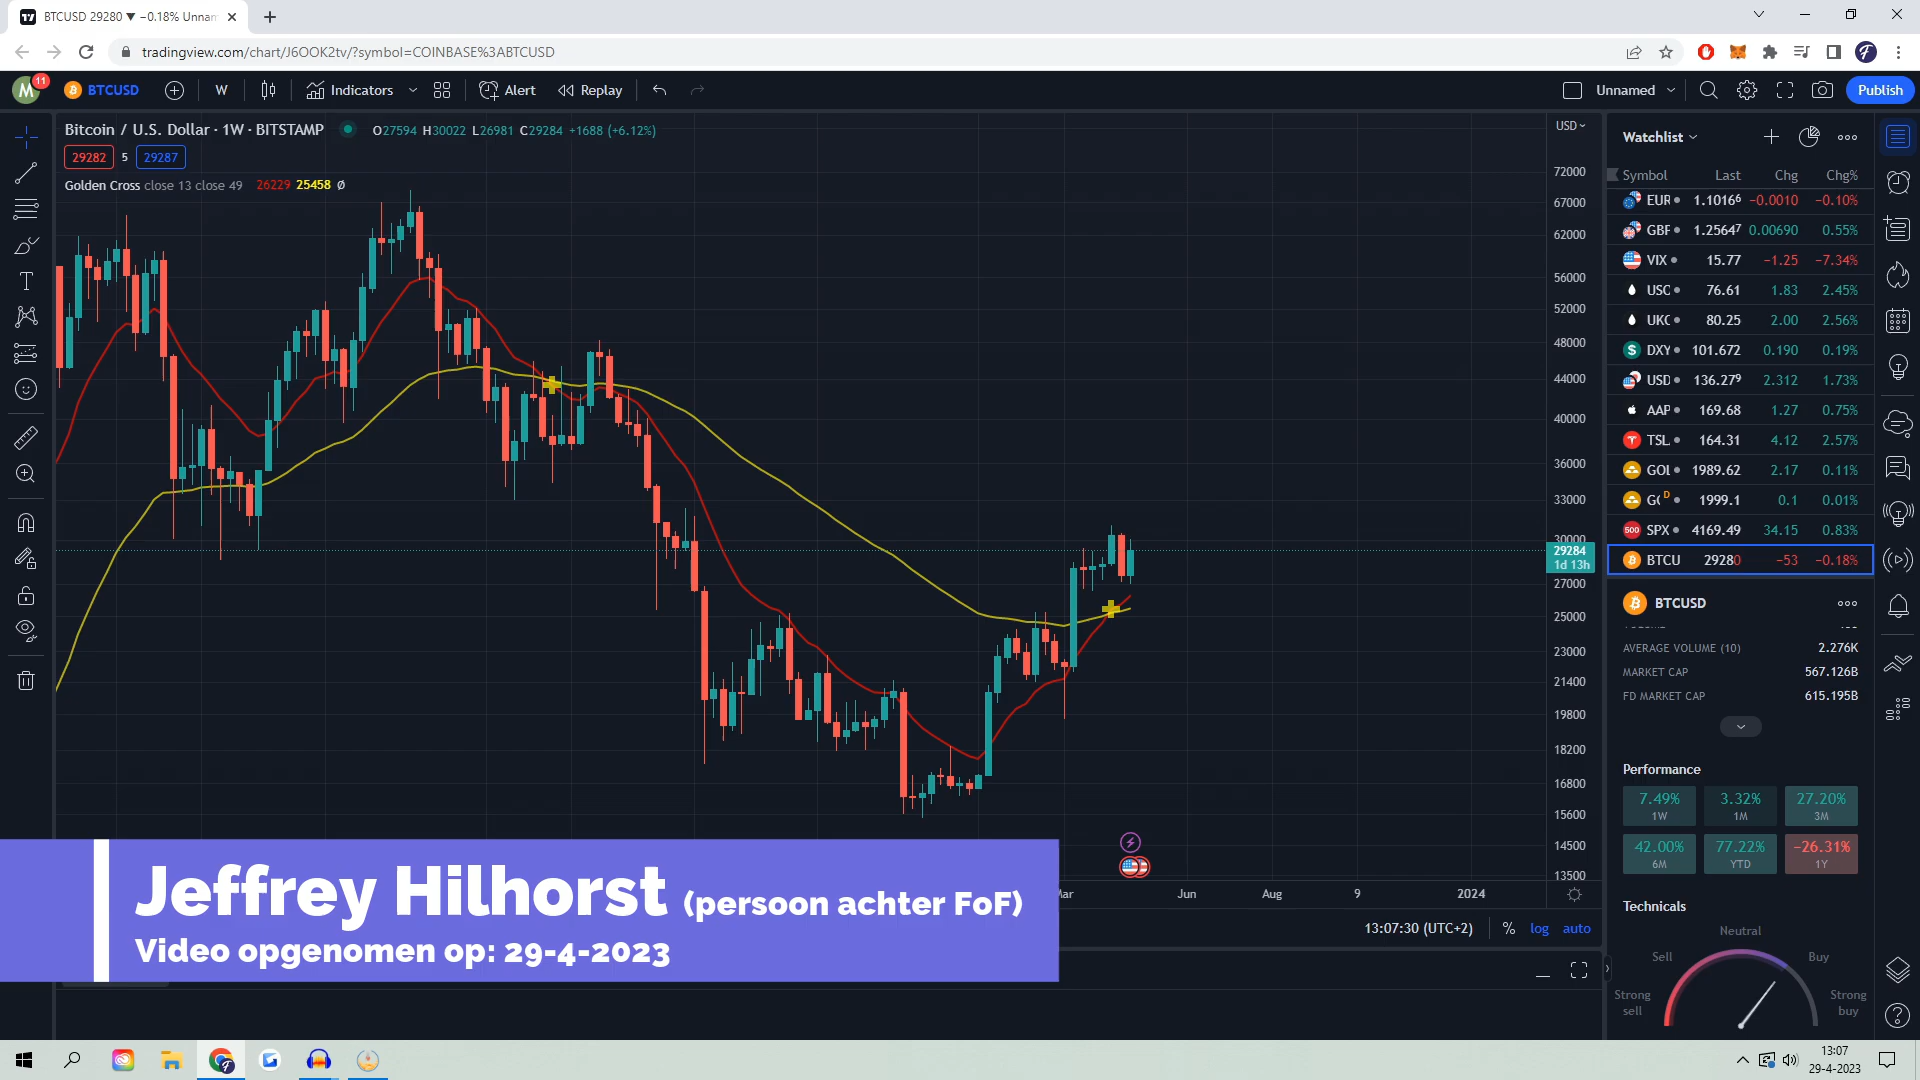 BTCUSD 29280 ▼ −0.18% Unnam
tradingview.com/chart/J6OOK2tv/?symbol=COINBASE%3ABTCUSD
M 11 BTCUSD W Indicators Alert Replay Unnamed Publish
Bitcoin / U.S. Dollar · 1W · BITSTAMP O27594 H30022 L26981 C29284 +1688 (+6.12%)
29282 5 29287
Golden Cross close 13 close 49 26229 25458 Ø
USD
72000
67000
62000
56000
52000
48000
44000
40000
36000
33000
30000
29284
1d 13h
27000
25000
23000
21400
19800
18200
16800
15600
14500
13500
Mar Jun Aug 9 2024
13:07:30 (UTC+2) % log auto
Watchlist
Symbol Last Chg Chg%
EUR 1.10166 −0.0010 −0.10%
GBF 1.25647 0.00690 0.55%
VIX 15.77 −1.25 −7.34%
USC 76.61 1.83 2.45%
UKC 80.25 2.00 2.56%
DXY 101.672 0.190 0.19%
USD 136.279 2.312 1.73%
AAP 169.68 1.27 0.75%
TSL 164.31 4.12 2.57%
GOL 1989.62 2.17 0.11%
GC D 1999.1 0.1 0.01%
500 SPX 4169.49 34.15 0.83%
BTCU 29280 −53 −0.18%
BTCUSD
AVERAGE VOLUME (10) 2.276K
MARKET CAP 567.126B
FD MARKET CAP 615.195B
Performance
7.49% 3.32% 27.20%
1W 1M 3M
42.00% 77.22% −26.31%
6M YTD 1Y
Technicals
Neutral
Sell Buy
Strong sell Strong buy
Jeffrey Hilhorst (persoon achter FoF)
Video opgenomen op: 29-4-2023
13:07
29-4-2023